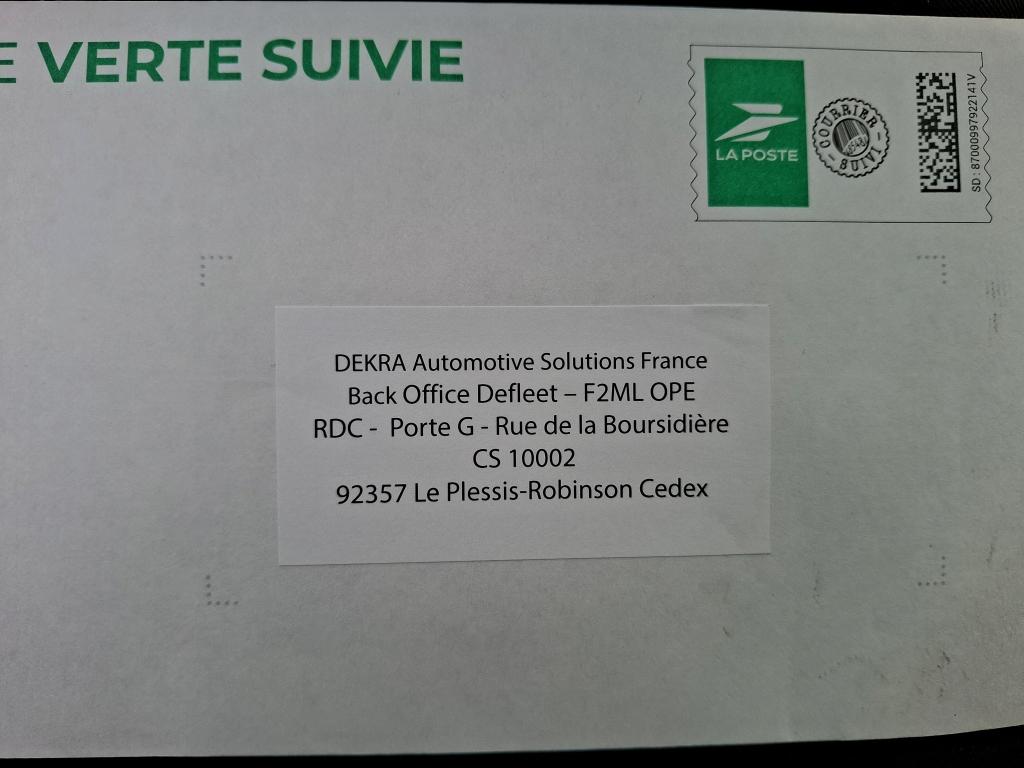 E VERTE SUIVIE
LA POSTE
COURRIER
SUIVI
SD : 87000997922141V
DEKRA Automotive Solutions France
Back Office Defleet – F2ML OPE
RDC - Porte G - Rue de la Boursidière
CS 10002
92357 Le Plessis-Robinson Cedex